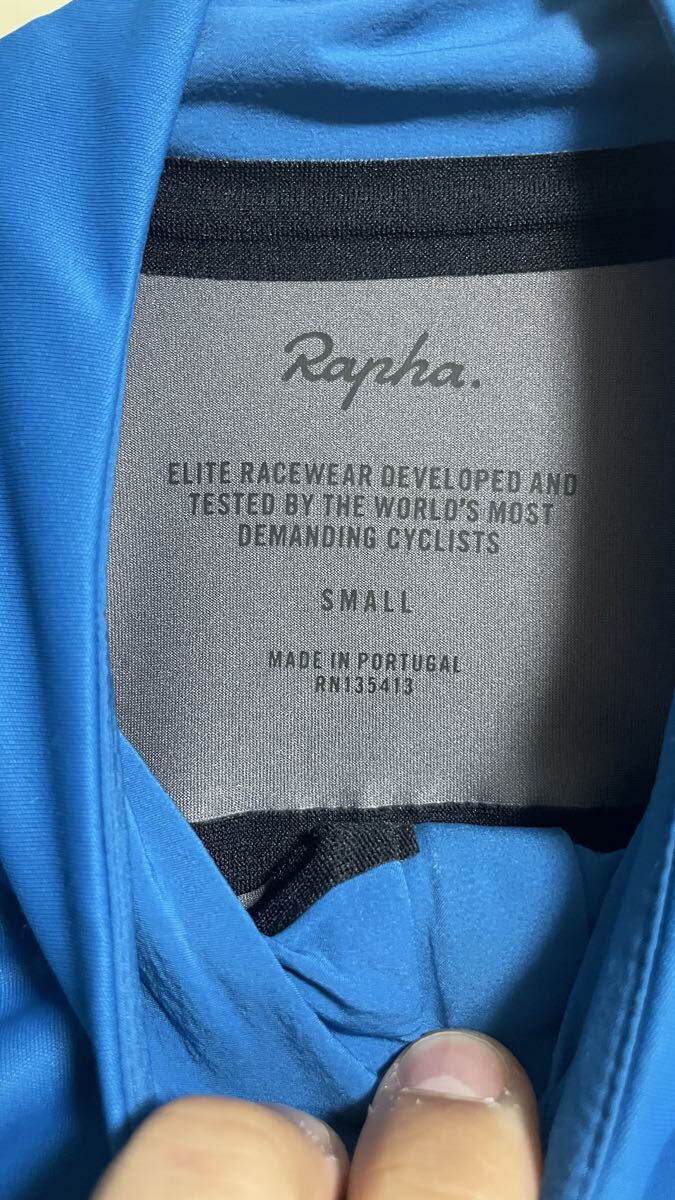 Rapha.
ELITE RACEWEAR DEVELOPED AND
TESTED BY THE WORLD'S MOST
DEMANDING CYCLISTS
SMALL
MADE IN PORTUGAL
RN135413